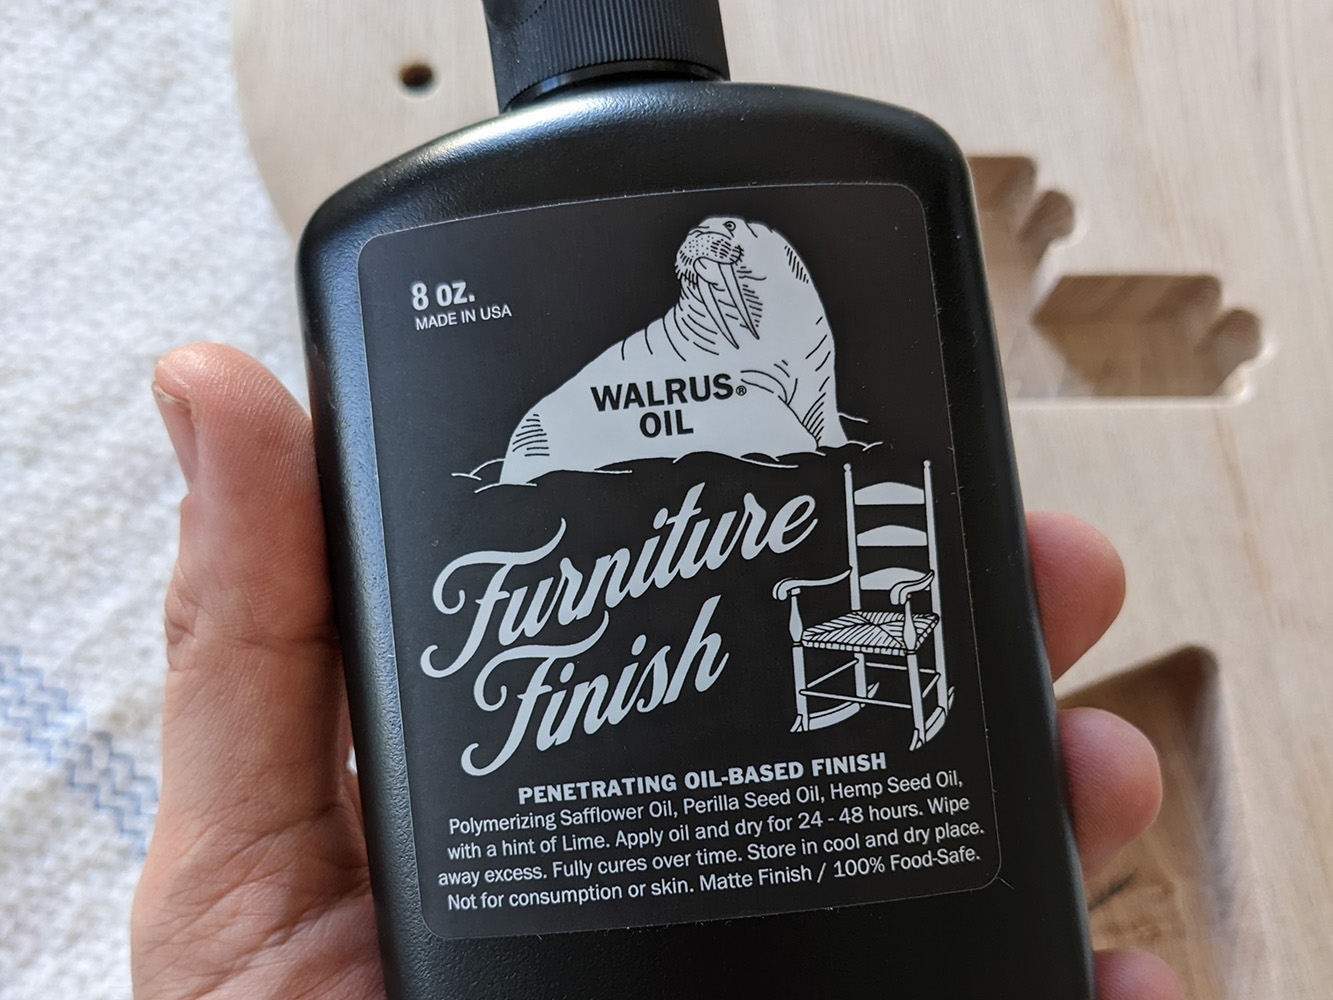 8 oz.
MADE IN USA
WALRUS®
OIL
Furniture
Finish
PENETRATING OIL-BASED FINISH
Polymerizing Safflower Oil, Perilla Seed Oil, Hemp Seed Oil,
with a hint of Lime. Apply oil and dry for 24 - 48 hours. Wipe
away excess. Fully cures over time. Store in cool and dry place.
Not for consumption or skin. Matte Finish / 100% Food-Safe.